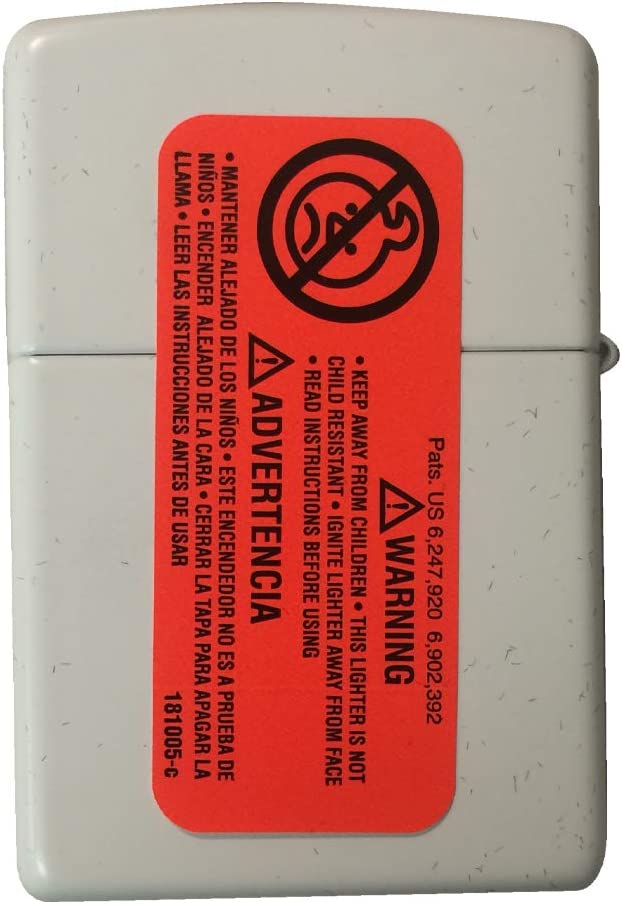 Pats. US 6,247,920 6,902,392
WARNING
• KEEP AWAY FROM CHILDREN • THIS LIGHTER IS NOT
CHILD RESISTANT • IGNITE LIGHTER AWAY FROM FACE
• READ INSTRUCTIONS BEFORE USING
ADVERTENCIA
• MANTENER ALEJADO DE LOS NIÑOS • ESTE ENCENDEDOR NO ES A PRUEBA DE
NIÑOS • ENCENDER ALEJADO DE LA CARA • CERRAR LA TAPA PARA APAGAR LA
LLAMA • LEER LAS INSTRUCCIONES ANTES DE USAR
181005-C